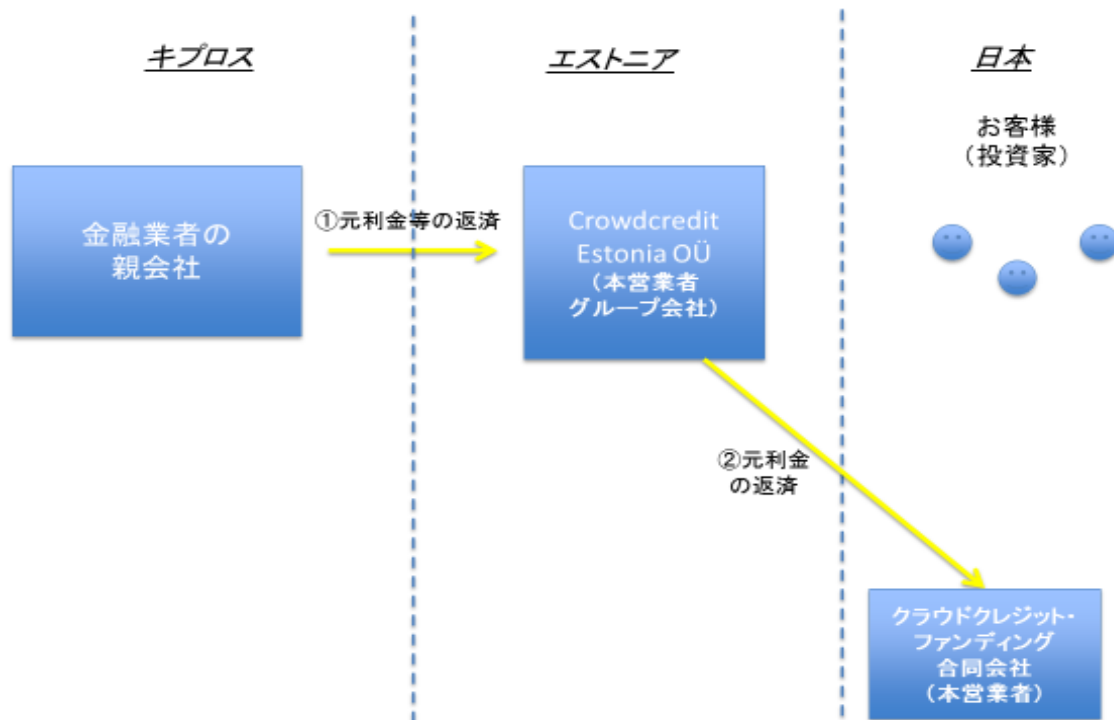 キプロス
エストニア
日本
お客様
（投資家）
金融業者の
親会社
①元利金等の返済
Crowdcredit
Estonia OÜ
（本営業者
グループ会社）
②元利金
の返済
クラウドクレジット・
ファンディング
合同会社
（本営業者）